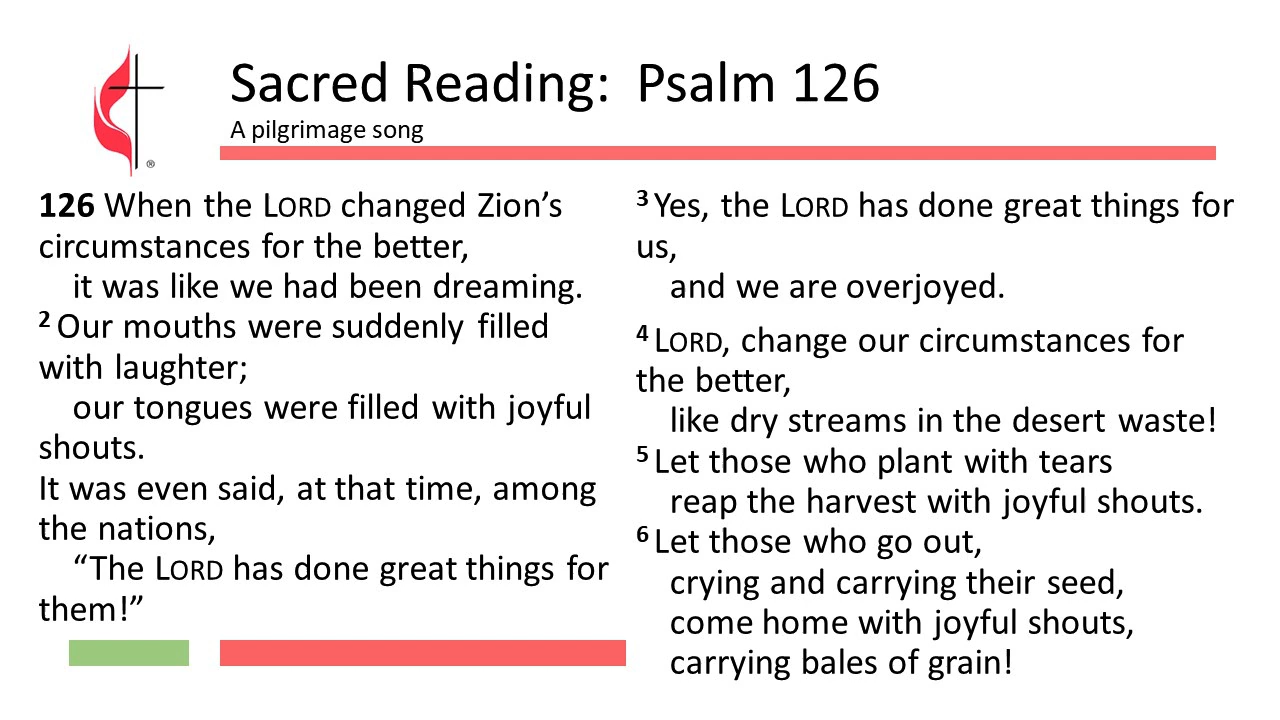 Sacred Reading:  Psalm 126
A pilgrimage song
®
126 When the LORD changed Zion’s
circumstances for the better,
it was like we had been dreaming.
2 Our mouths were suddenly filled
with laughter;
our tongues were filled with joyful
shouts.
It was even said, at that time, among
the nations,
“The LORD has done great things for
them!”
3 Yes, the LORD has done great things for
us,
and we are overjoyed.
4 LORD, change our circumstances for
the better,
like dry streams in the desert waste!
5 Let those who plant with tears
reap the harvest with joyful shouts.
6 Let those who go out,
crying and carrying their seed,
come home with joyful shouts,
carrying bales of grain!